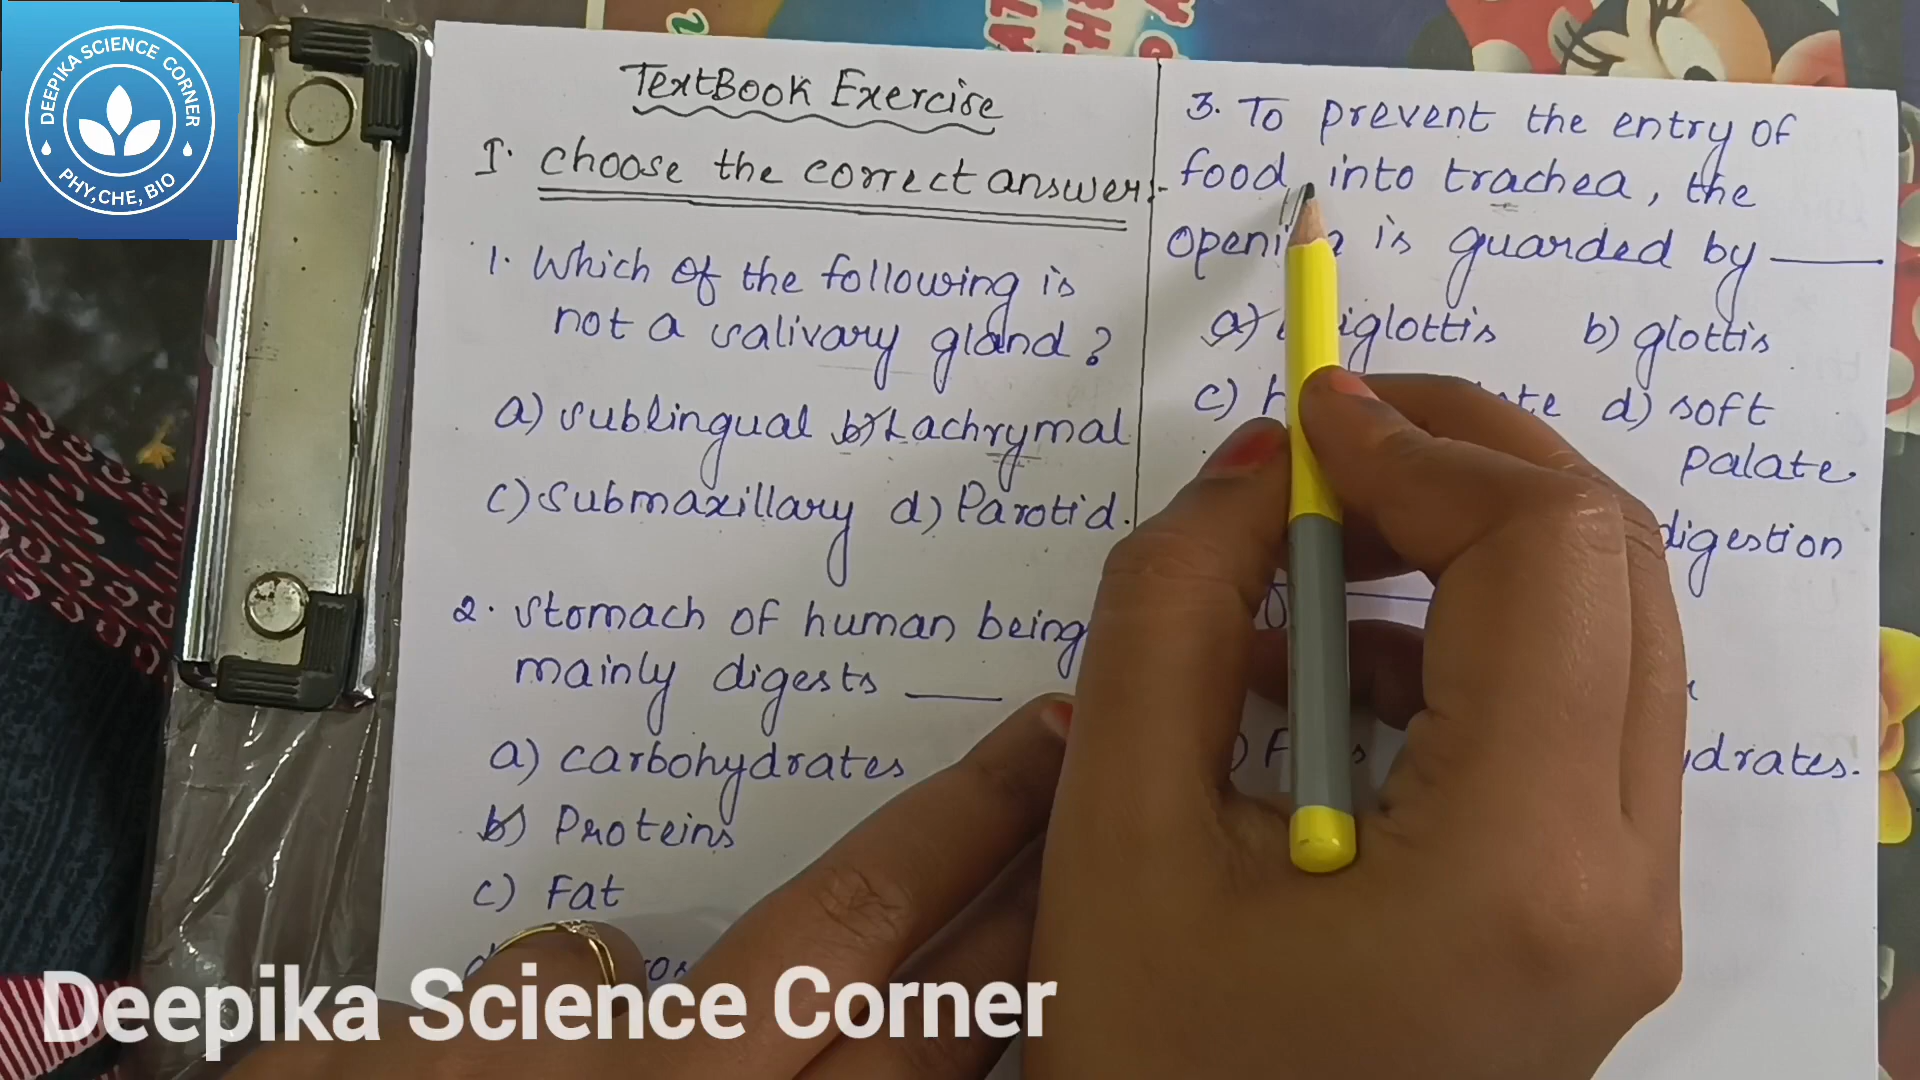 DEEPIKA SCIENCE CORNER
PHY,CHE, BIO
TextBook Exercise
I. choose the correct answer:-
1. Which of the following is
not a salivary gland?
a) sublingual b) Lachrymal
c) Submaxillary d) Parotid.
2. Stomach of human being
mainly digests ____
a) carbohydrates
b) Proteins
c) Fat
3. To prevent the entry of
food into trachea, the
is guarded by ____
a) b) glottis
c) d) soft
palate.
digestion
Deepika Science Corner